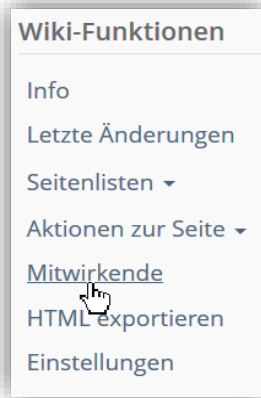 Wiki-Funktionen
Info
Letzte Änderungen
Seitenlisten
Aktionen zur Seite
Mitwirkende
HTML exportieren
Einstellungen